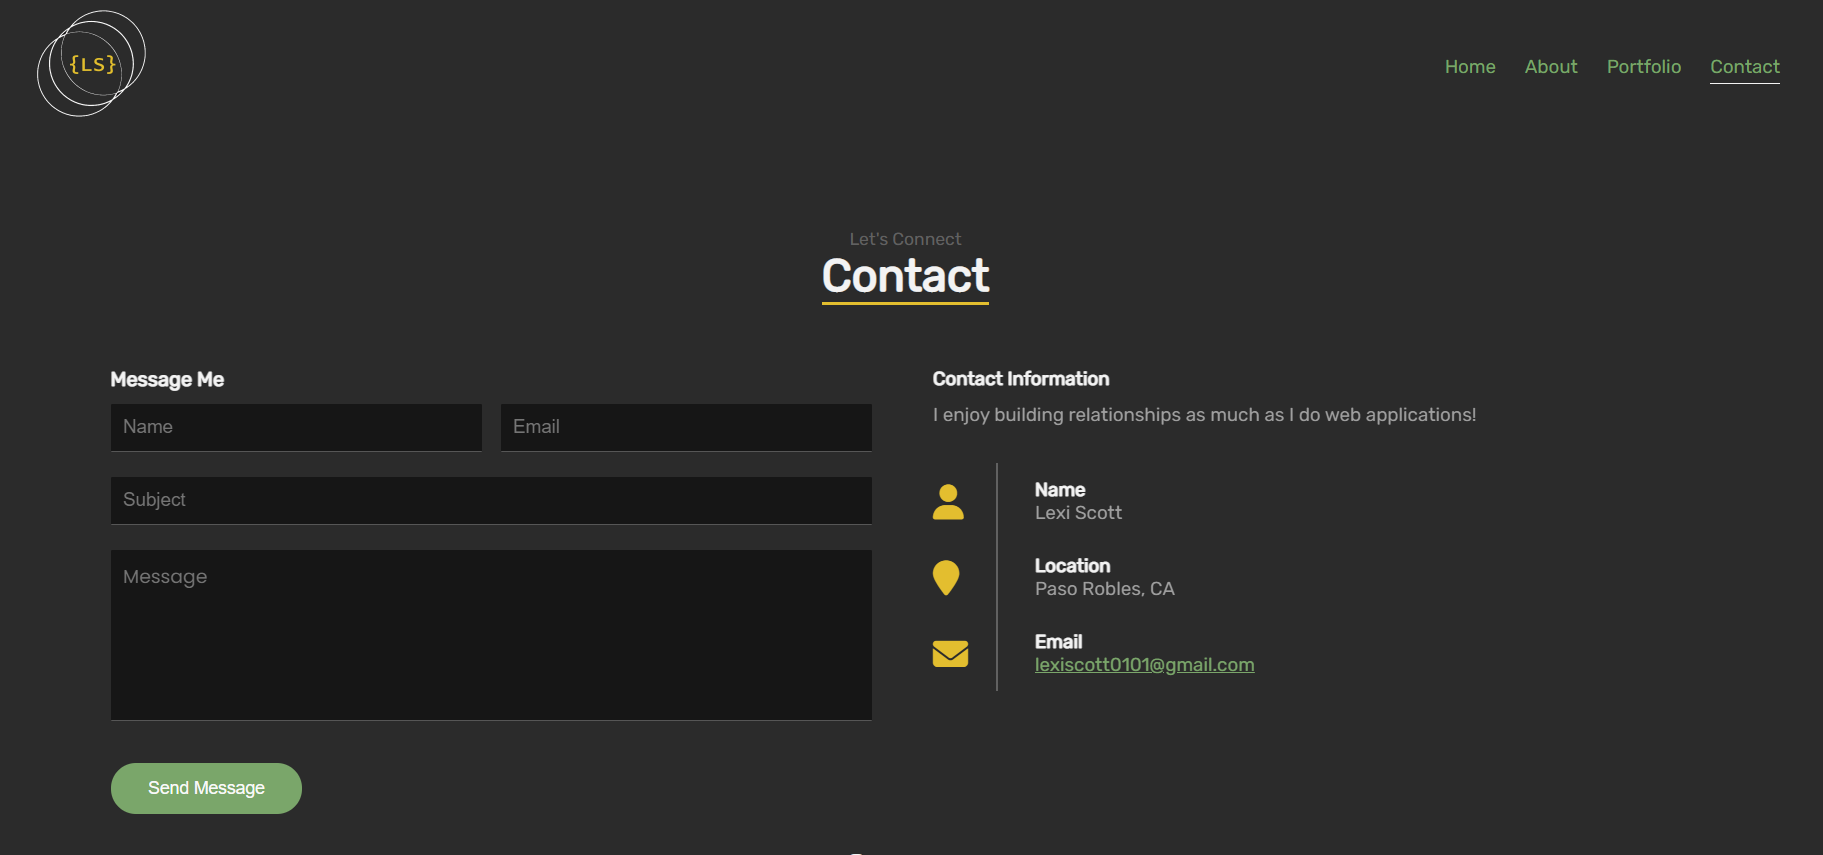 {LS}
Home About Portfolio Contact
Let's Connect
Contact
Message Me
Name Email
Subject
Message
Send Message
Contact Information
I enjoy building relationships as much as I do web applications!
Name
Lexi Scott
Location
Paso Robles, CA
Email
lexiscott0101@gmail.com